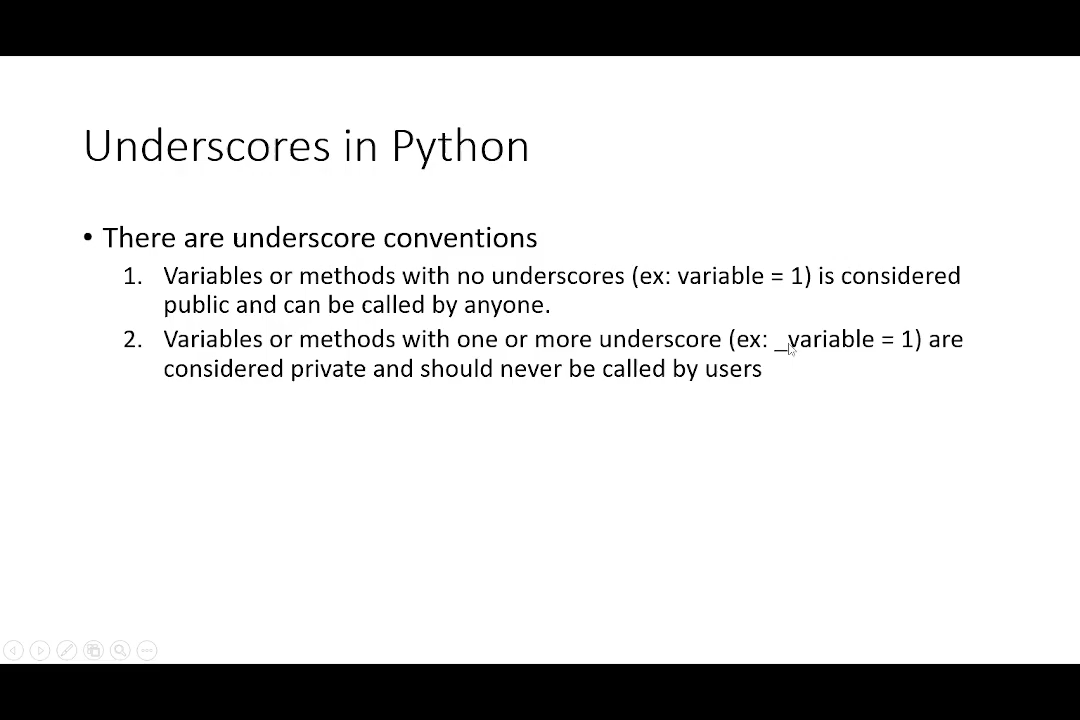 Underscores in Python
• There are underscore conventions
1. Variables or methods with no underscores (ex: variable = 1) is considered
public and can be called by anyone.
2. Variables or methods with one or more underscore (ex: _variable = 1) are
considered private and should never be called by users